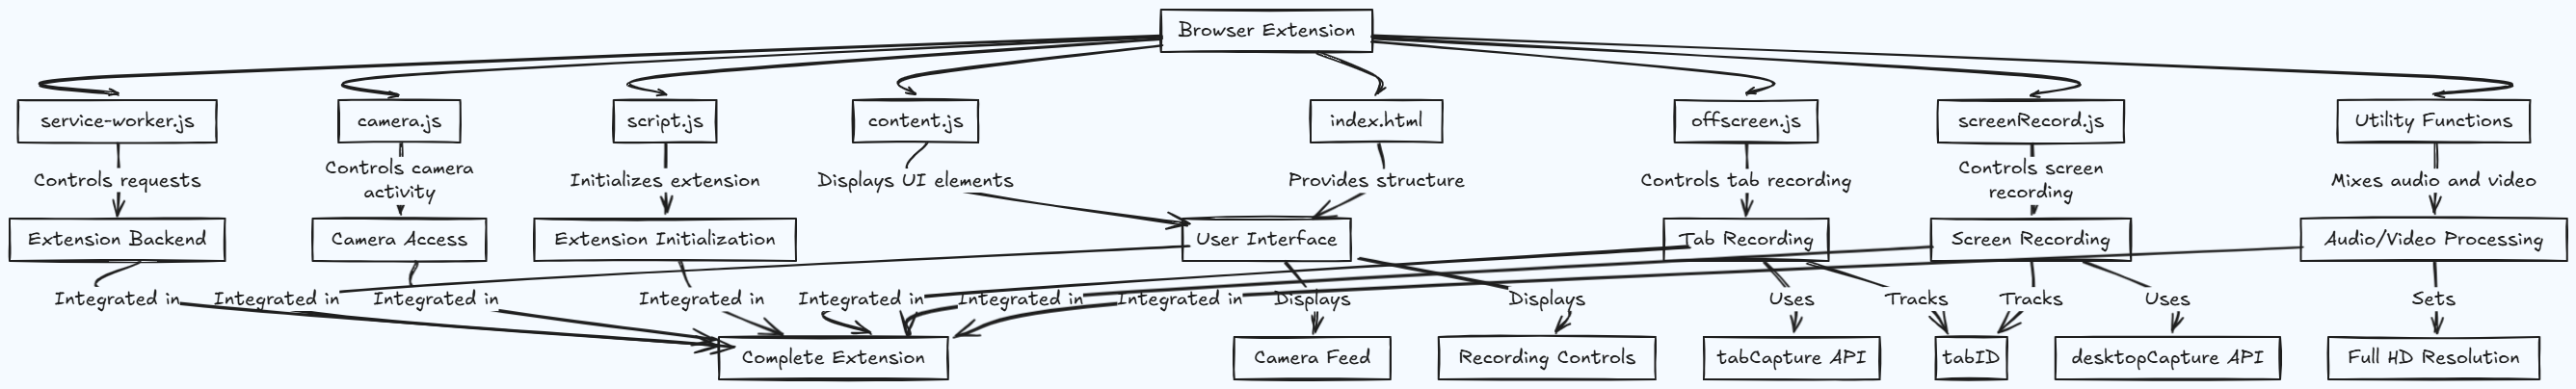 Browser Extension
service-worker.js
camera.js
script.js
content.js
index.html
offscreen.js
screenRecord.js
Utility Functions
Controls requests
Controls camera
activity
Initializes extension
Displays UI elements
Provides structure
Controls tab recording
Controls screen
recording
Mixes audio and video
Extension Backend
Camera Access
Extension Initialization
User Interface
Tab Recording
Screen Recording
Audio/Video Processing
Integrated in
Integrated in
Integrated in
Integrated in
Integrated in
Integrated in
Integrated in
Displays
Displays
Uses
Tracks
Tracks
Uses
Sets
Complete Extension
Camera Feed
Recording Controls
tabCapture API
tabID
desktopCapture API
Full HD Resolution